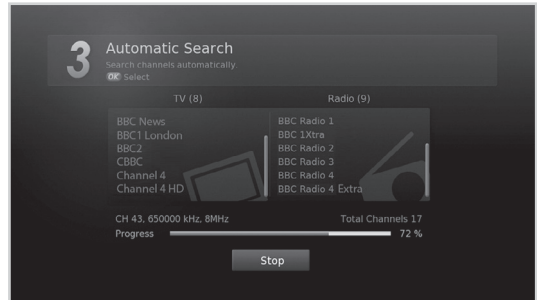 3 Automatic Search
Search channels automatically.
OK Select
TV (8)
BBC News
BBC1 London
BBC2
CBBC
Channel 4
Channel 4 HD
Radio (9)
BBC Radio 1
BBC 1Xtra
BBC Radio 2
BBC Radio 3
BBC Radio 4
BBC Radio 4 Extra
CH 43, 650000 kHz, 8MHz
Total Channels 17
Progress 72 %
Stop